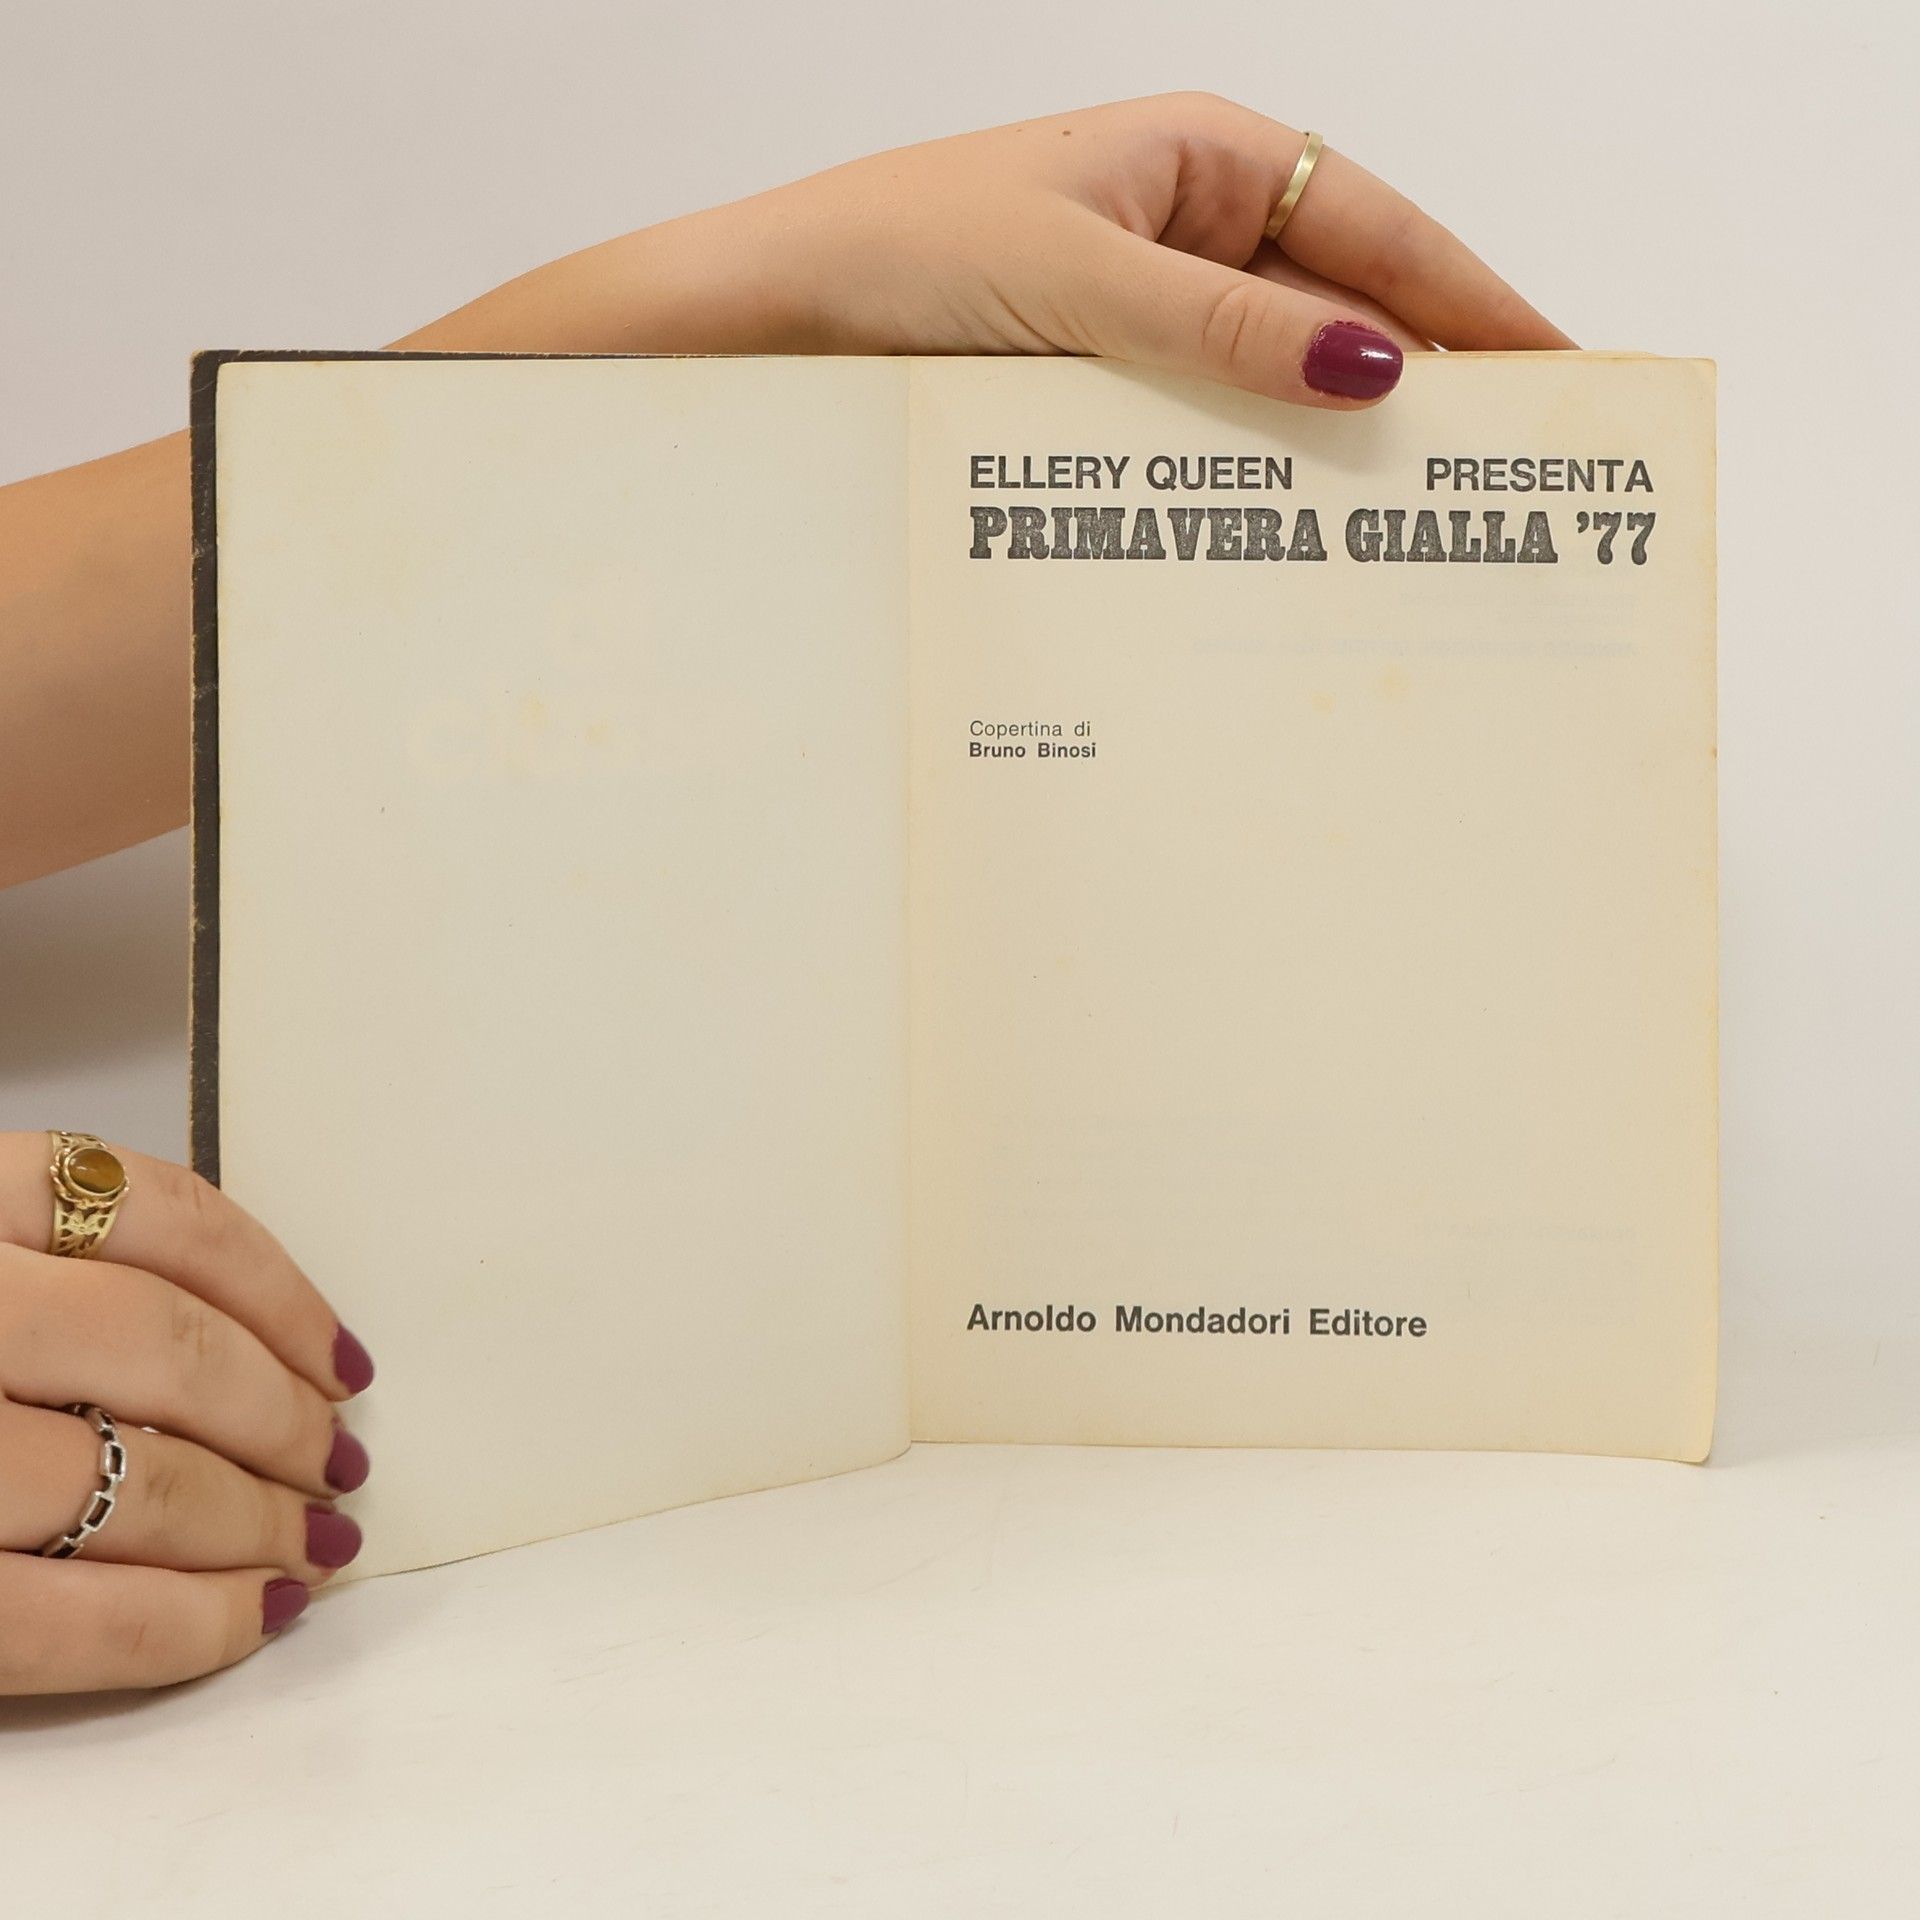 ELLERY QUEEN PRESENTA
PRIMAVERA GIALLA '77
Copertina di
Bruno Binosi
Arnoldo Mondadori Editore